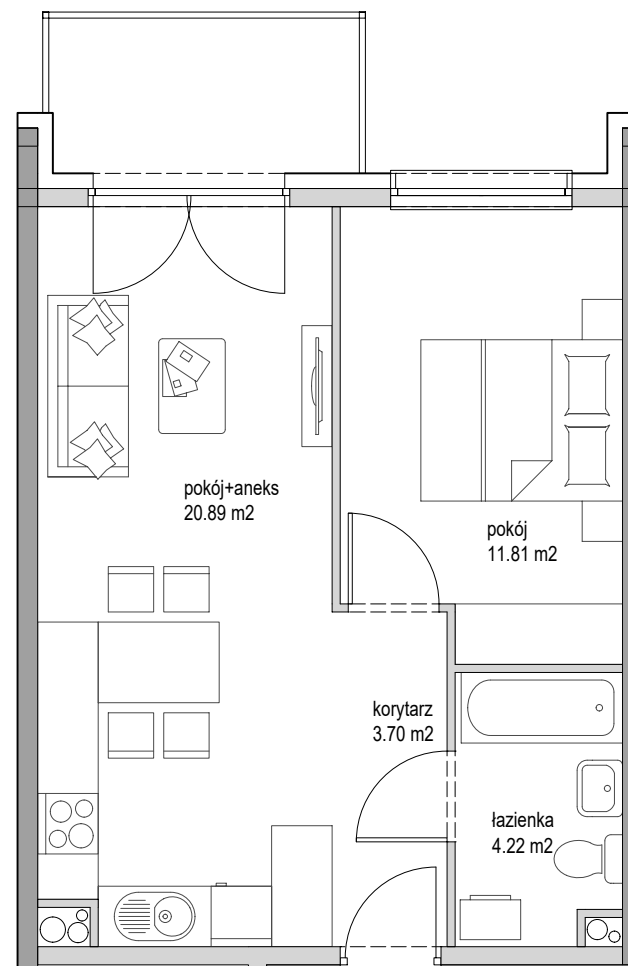 pokój+aneks
20.89 m2
pokój
11.81 m2
korytarz
3.70 m2
łazienka
4.22 m2